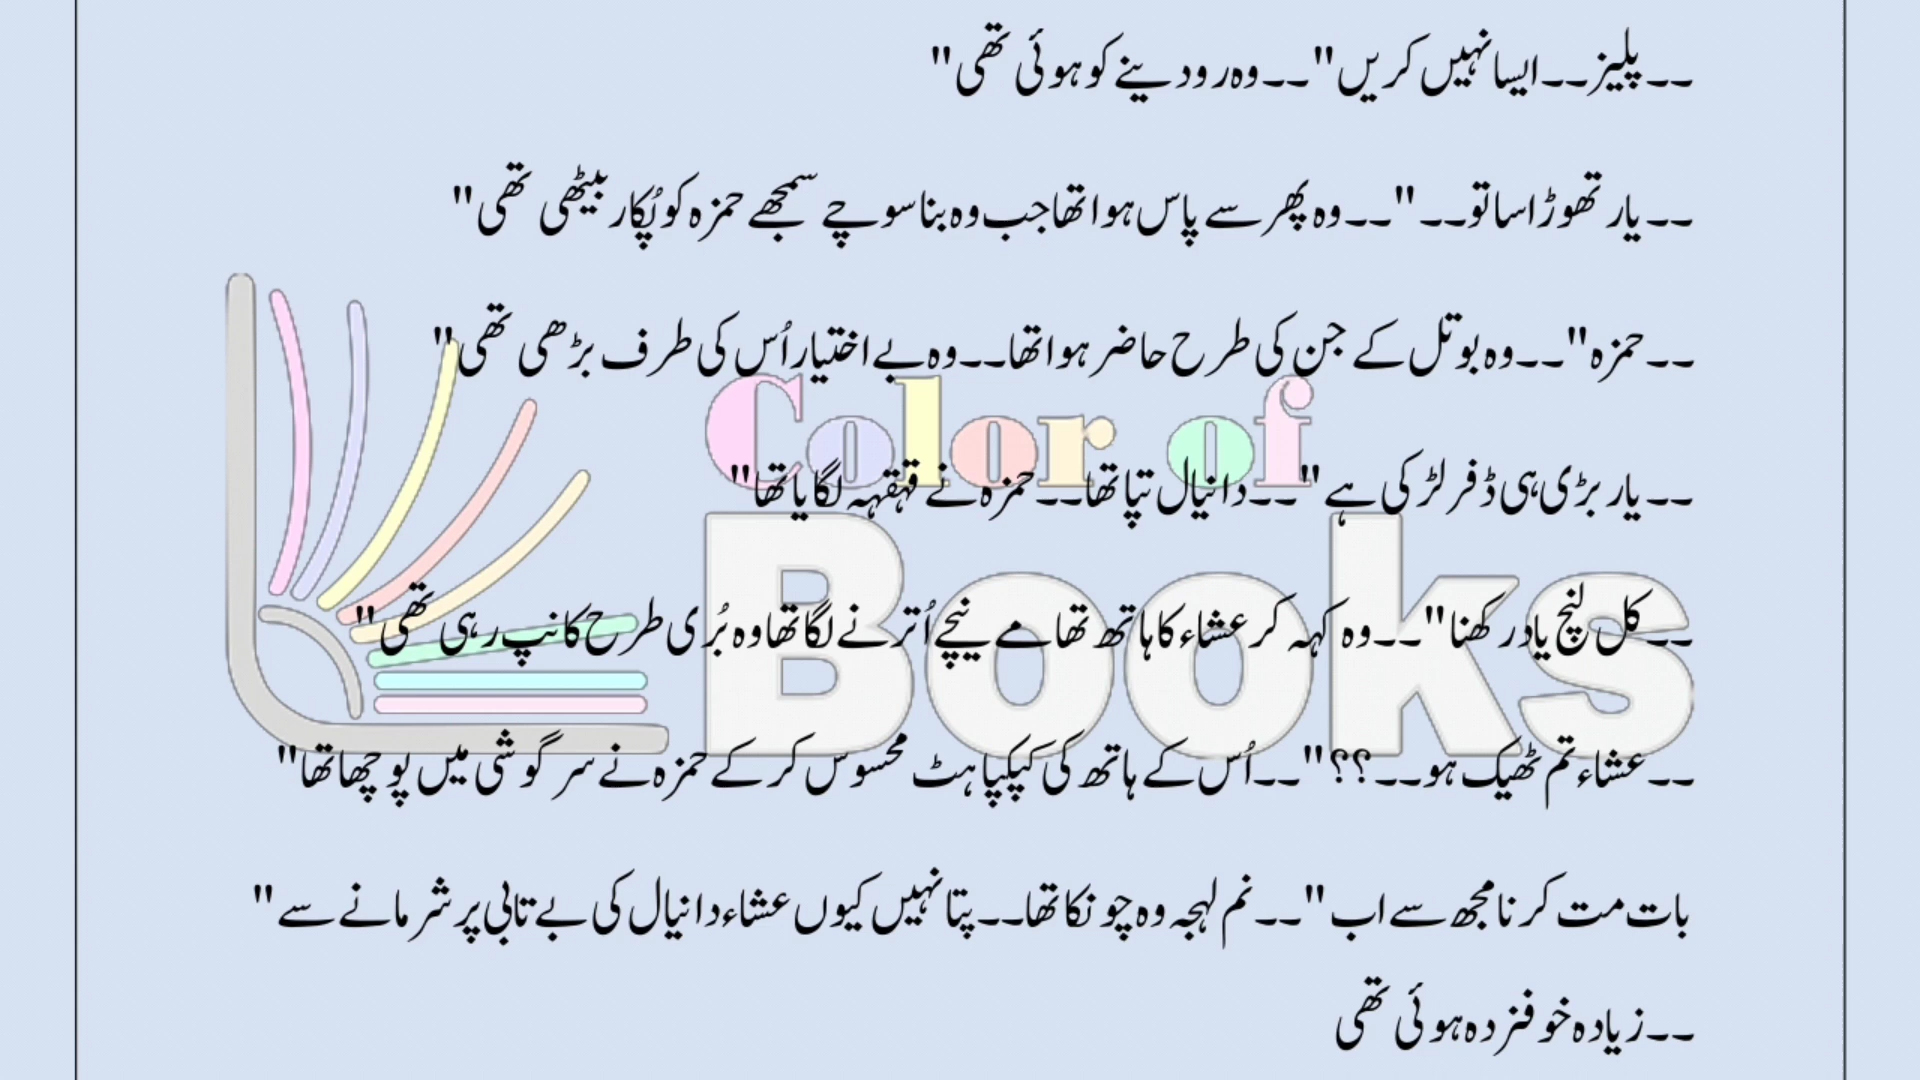 ۔۔پلیز۔۔ایسا نہیں کریں"۔۔وہ رو دینے کو ہوئی تھی"
۔۔یار تھوڑا سا تو۔۔"۔۔وہ پھر سے پاس ہوا تھا جب وہ بنا سوچے سمجھے حمزہ کو پُکار بیٹھی تھی"
۔۔حمزہ"۔۔وہ بوتل کے جن کی طرح حاضر ہوا تھا۔۔وہ بے اختیار اُس کی طرف بڑھی تھی"
۔۔یار بڑی ہی ڈفر لڑکی ہے"۔۔دانیال تپا تھا۔۔حمزہ نے قہقہہ لگایا تھا"
۔۔کل لنچ یاد رکھنا"۔۔وہ کہہ کر عشاء کا ہاتھ تھامے نیچے اُترنے لگا تھا وہ بُری طرح کانپ رہی تھی"
۔۔عشاء تم ٹھیک ہو۔۔؟؟"۔۔اُس کے ہاتھ کی کپکپاہٹ محسوس کر کے حمزہ نے سرگوشی میں پوچھا تھا"
بات مت کرنا مجھ سے اب"۔۔نم لہجہ وہ چونکا تھا۔۔پتا نہیں کیوں عشاء دانیال کی بے تابی پر شرمانے سے"
۔۔زیادہ خوفزدہ ہوئی تھی
Color of
Books